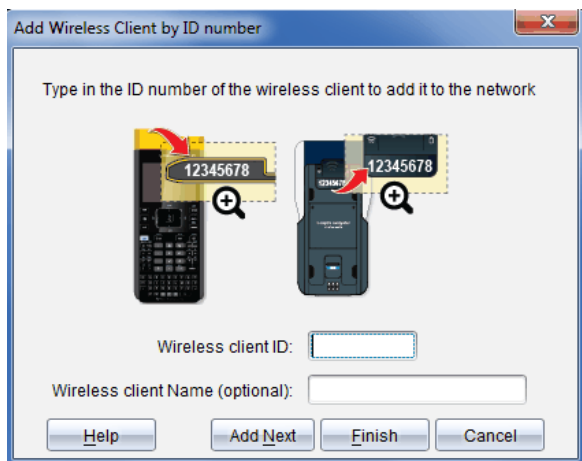 Add Wireless Client by ID number
Type in the ID number of the wireless client to add it to the network
12345678
12345678
12345678
Wireless client ID:
Wireless client Name (optional):
Help Add Next Finish Cancel